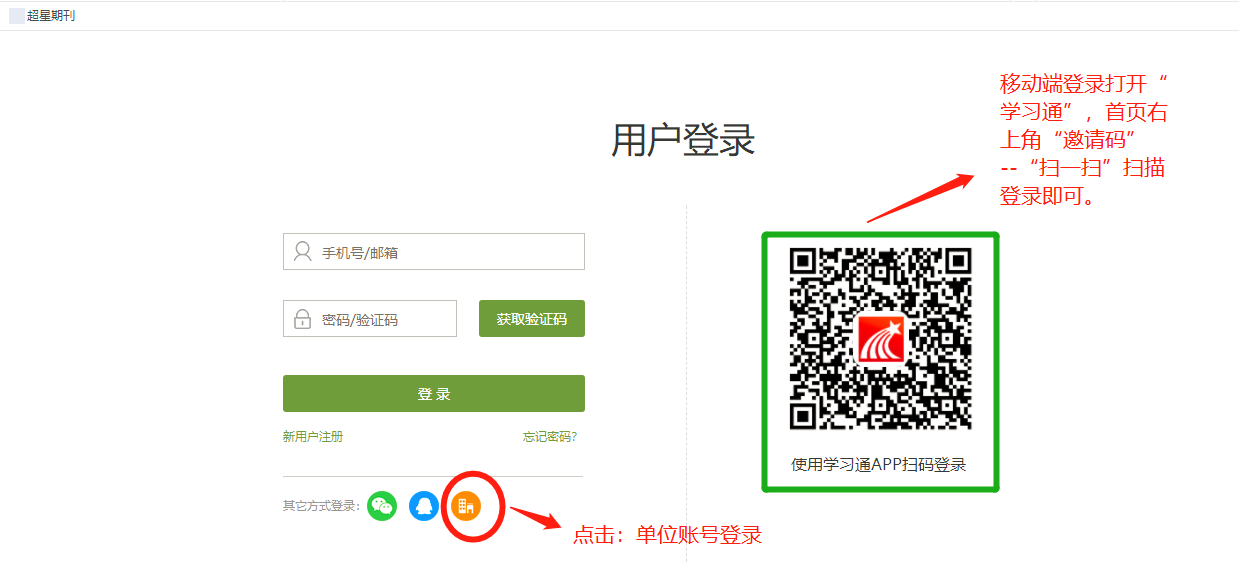 超星期刊
移动端登录打开“
学习通”，首页右
上角“邀请码”
--“扫一扫”扫描
登录即可。
用户登录
手机号/邮箱
密码/验证码
获取验证码
登 录
新用户注册
忘记密码?
其它方式登录：
点击：单位账号登录
使用学习通APP扫码登录